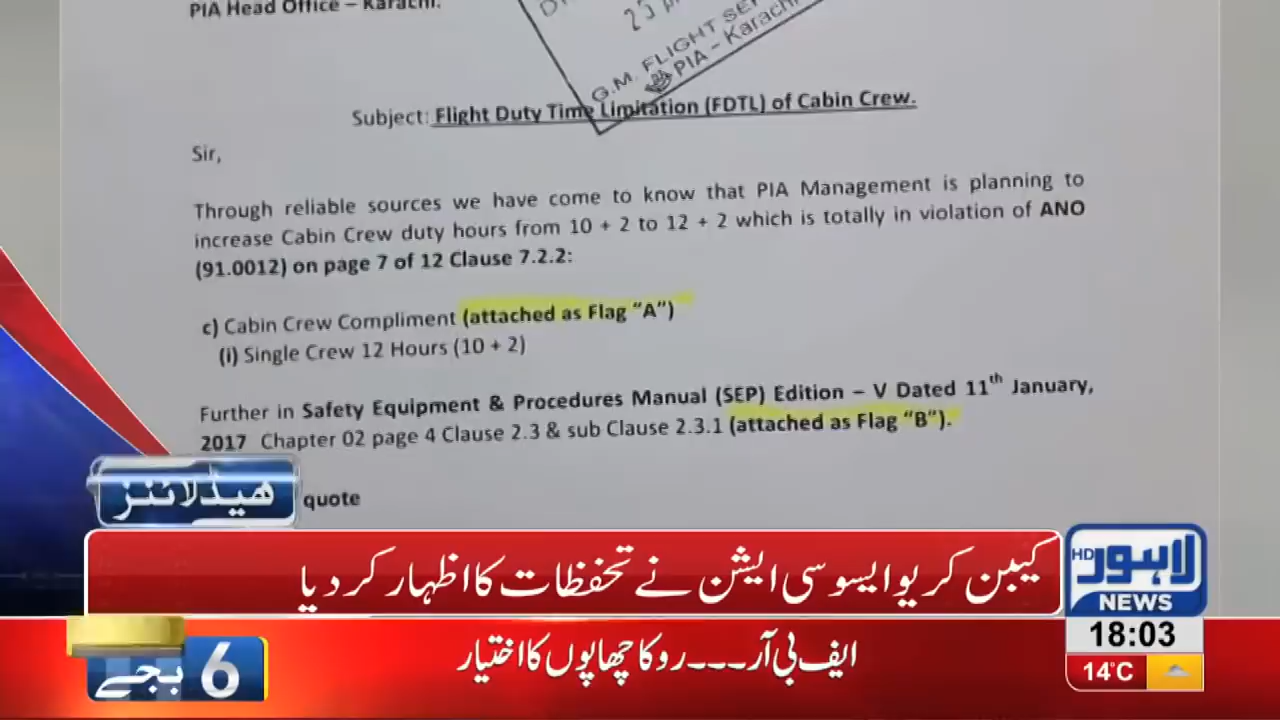 PIA Head Office – Karachi.
G.M. FLIGHT
PIA – Karachi
Subject: Flight Duty Time Limitation (FDTL) of Cabin Crew.
Sir,
Through reliable sources we have come to know that PIA Management is planning to
increase Cabin Crew duty hours from 10 + 2 to 12 + 2 which is totally in violation of ANO
(91.0012) on page 7 of 12 Clause 7.2.2:
c) Cabin Crew Compliment (attached as Flag “A”)
(i) Single Crew 12 Hours (10 + 2)
Further in Safety Equipment & Procedures Manual (SEP) Edition – V Dated 11th January,
2017 Chapter 02 page 4 Clause 2.3 & sub Clause 2.3.1 (attached as Flag “B”).
quote
ہیڈلائنز
کیبن کریو ایسوسی ایشن نے تحفظات کا اظہار کر دیا
HD لاہور
NEWS
18:03
14°C
6 بجے
ایف بی آر۔۔۔روکا چھاپوں کا اختیار